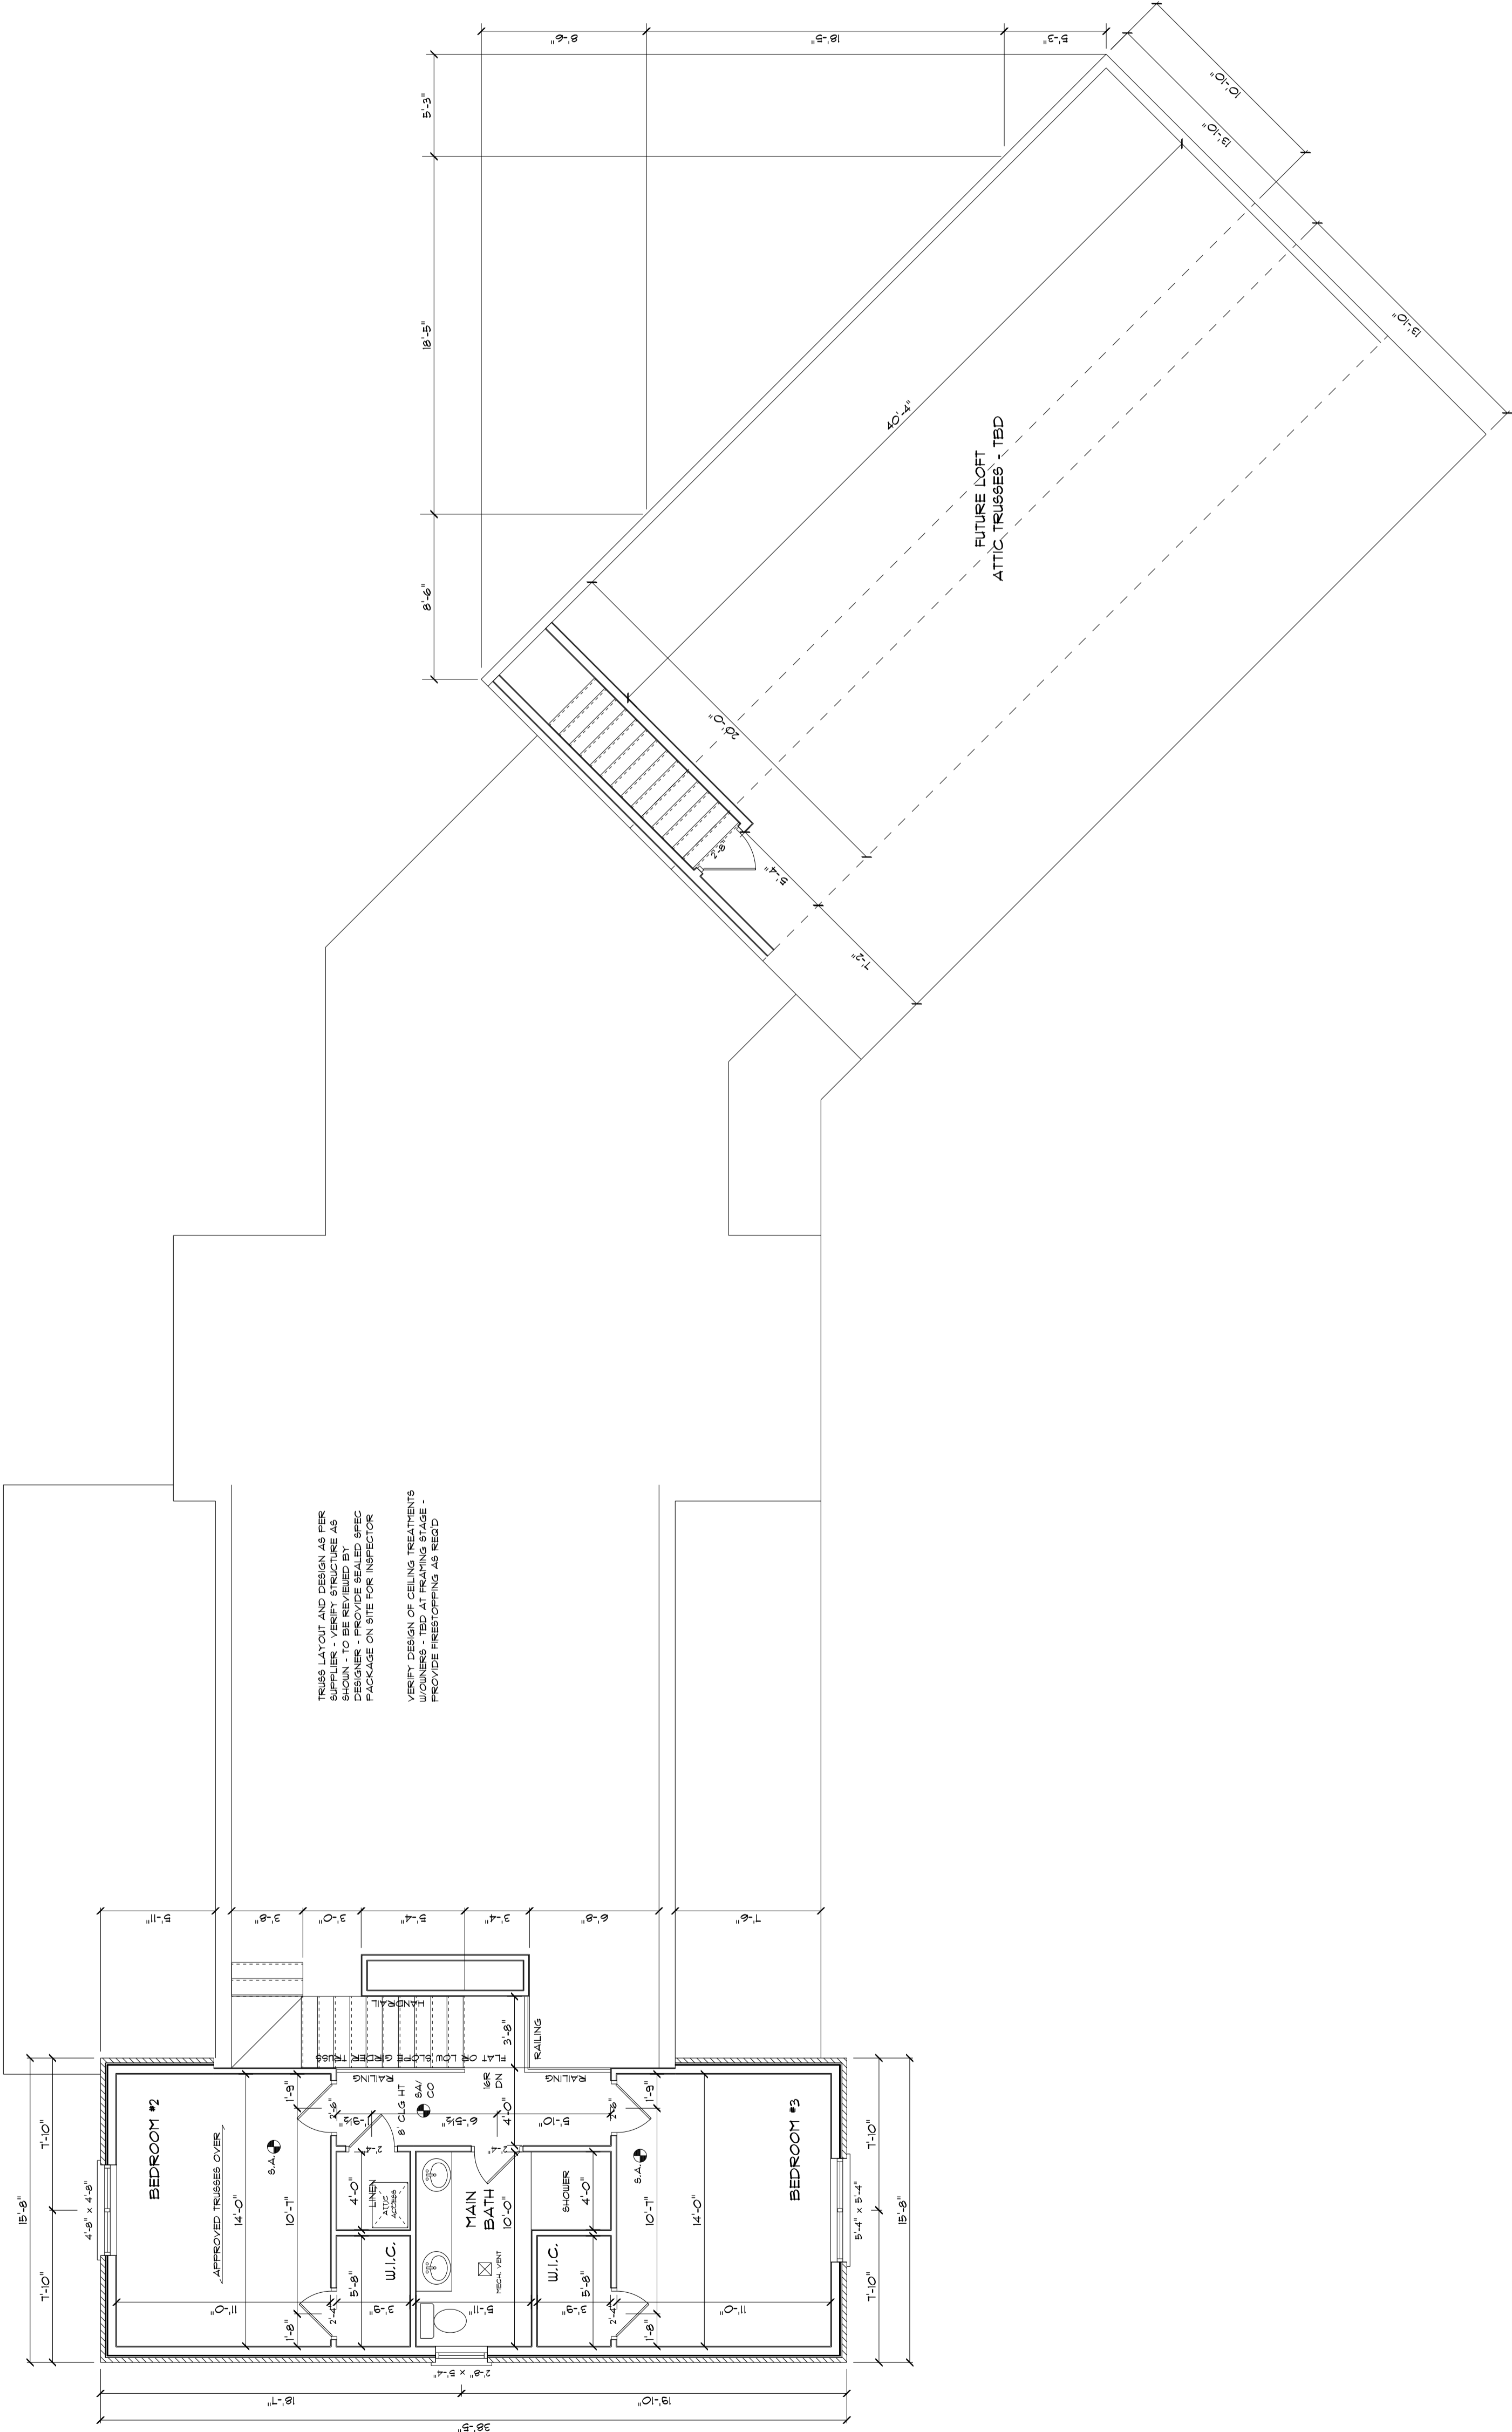 8'-6"
18'-5"
5'-3"
5'-3"
18'-5"
8'-6"
10'-10"
13'-10"
13'-10"
40'-4"
FUTURE LOFT
ATTIC TRUSSES - TBD
20'-0"
2'-8"
5'-4"
7'-2"
TRUSS LAYOUT AND DESIGN AS PER
SUPPLIER - VERIFY STRUCTURE AS
SHOWN - TO BE REVIEWED BY
DESIGNER - PROVIDE SEALED SPEC
PACKAGE ON SITE FOR INSPECTOR
VERIFY DESIGN OF CEILING TREATMENTS
W/OWNERS - TBD AT FRAMING STAGE -
PROVIDE FIRESTOPPING AS REQ'D
5'-11"
3'-8"
3'-0"
5'-4"
3'-4"
6'-8"
7'-6"
HANDRAIL
3'-8"
RAILING
FLAT OR LOW SLOPE GIRDER TRUSS
RAILING
RAILING
16R
DN
8' CLG HT
SA/
CO
15'-8"
7'-10"
7'-10"
4'-8" x 4'-8"
BEDROOM #2
APPROVED TRUSSES OVER
14'-0"
S.A.
10'-7"
1'-9"
1'-8"
2'-6"
2'-4"
11'-0"
1'-9½"
6'-5½"
5'-10"
4'-0"
2'-4"
2'-4"
LINEN
4'-0"
ATTIC
ACCESS
W.I.C.
5'-8"
3'-9"
MAIN
BATH
10'-0"
MECH. VENT
5'-11"
SHOWER
4'-0"
W.I.C.
5'-8"
3'-9"
2'-6"
2'-4"
S.A.
10'-7"
1'-9"
1'-8"
14'-0"
11'-0"
BEDROOM #3
5'-4" x 5'-4"
7'-10"
7'-10"
15'-8"
2'-8" x 5'-4"
18'-7"
19'-10"
38'-5"